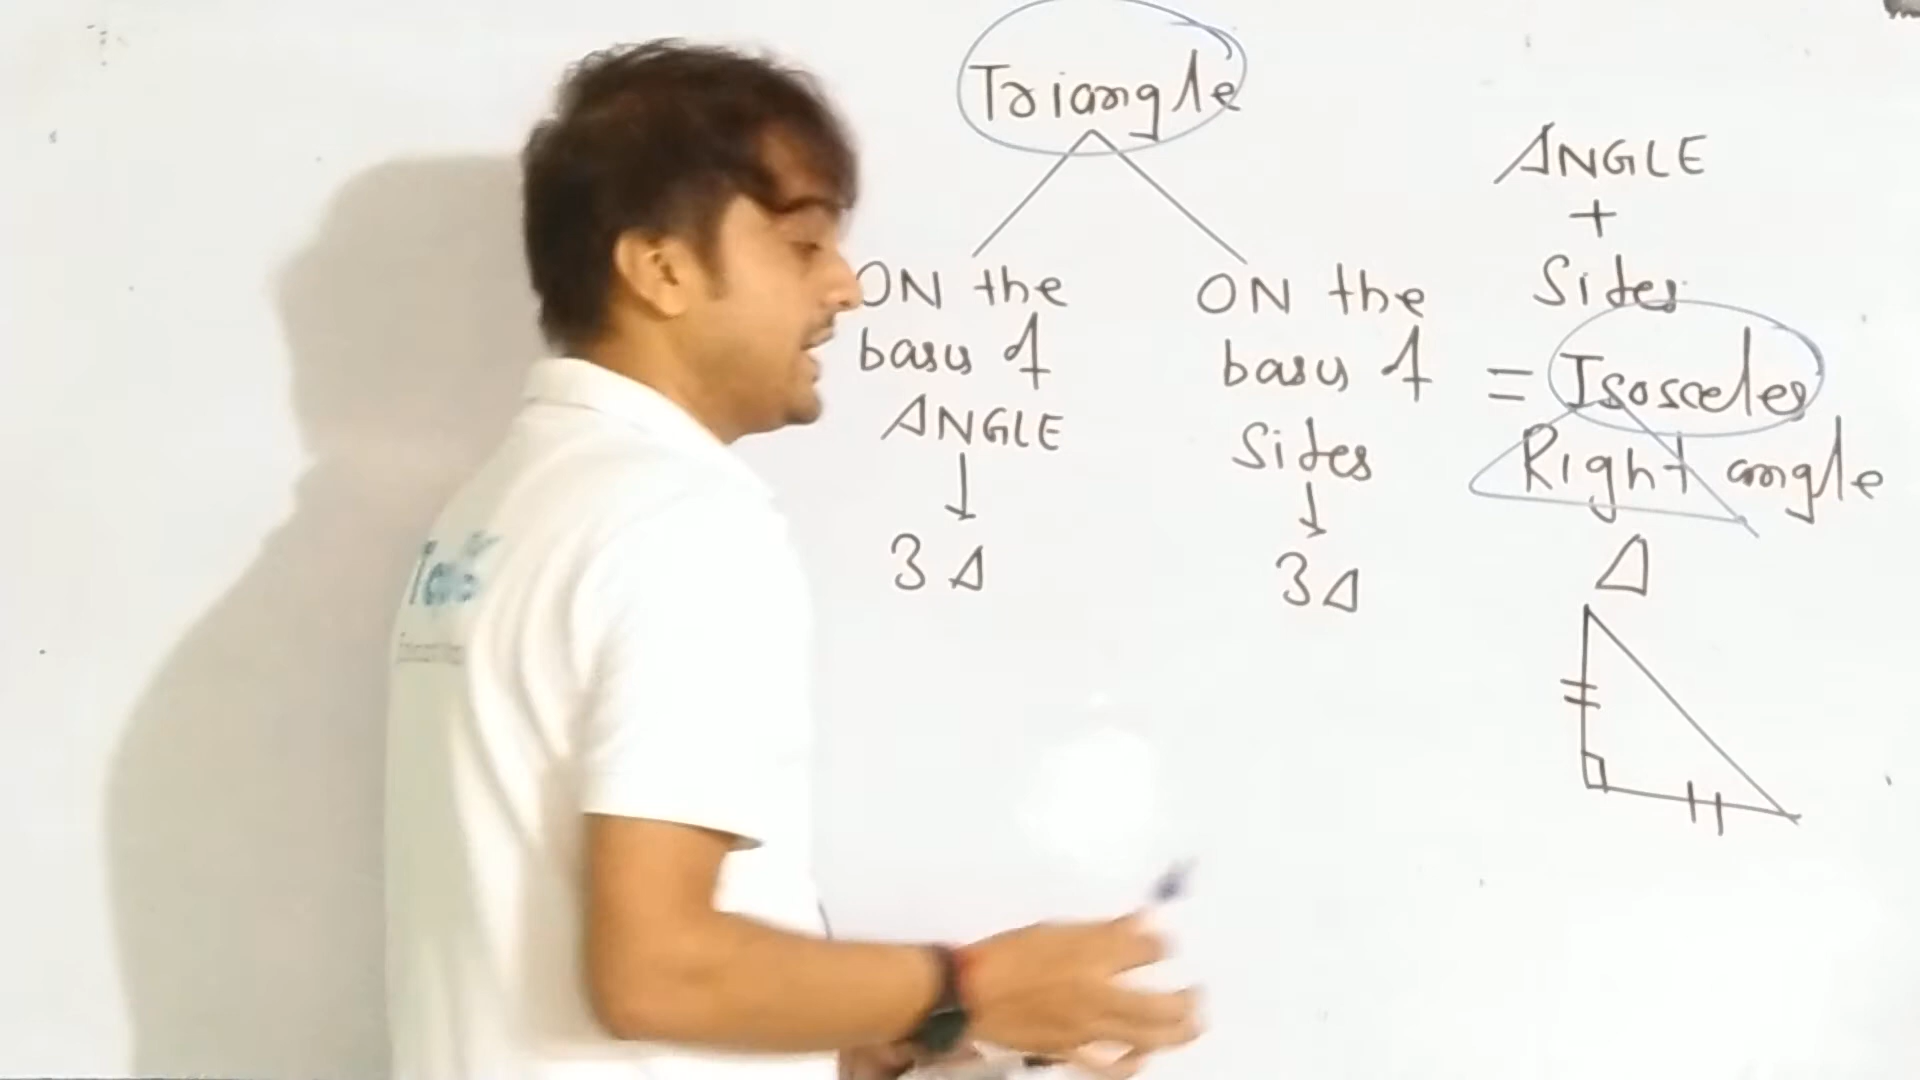 Triangle
ON the
basis of
ANGLE
↓
3 Δ
ON the
basis of
Sides
↓
3 Δ
ANGLE
+
Sides
= Isosceles
Right angle
Δ